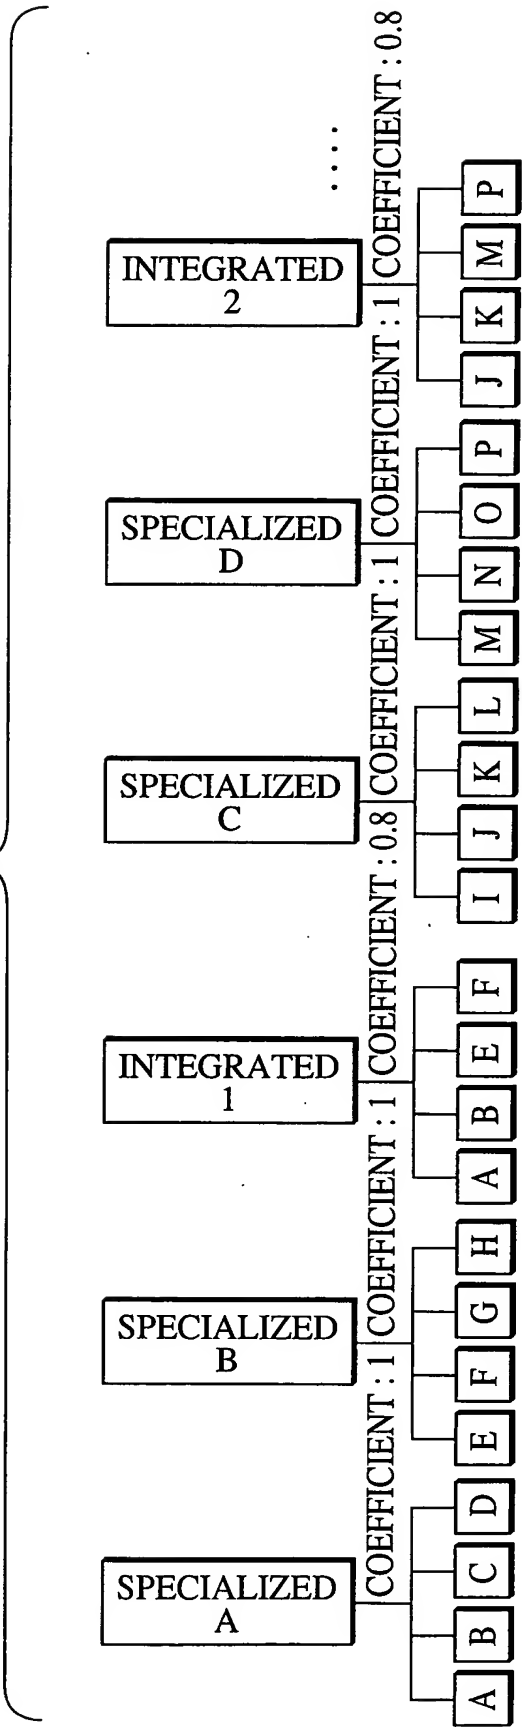 SPECIALIZED
A
COEFFICIENT : 1
A
B
C
D
SPECIALIZED
B
COEFFICIENT : 1
E
F
G
H
INTEGRATED
1
COEFFICIENT : 0.8
A
B
E
F
SPECIALIZED
C
COEFFICIENT : 1
I
J
K
L
SPECIALIZED
D
COEFFICIENT : 1
M
N
O
P
INTEGRATED
2
COEFFICIENT : 0.8
J
K
M
P
....